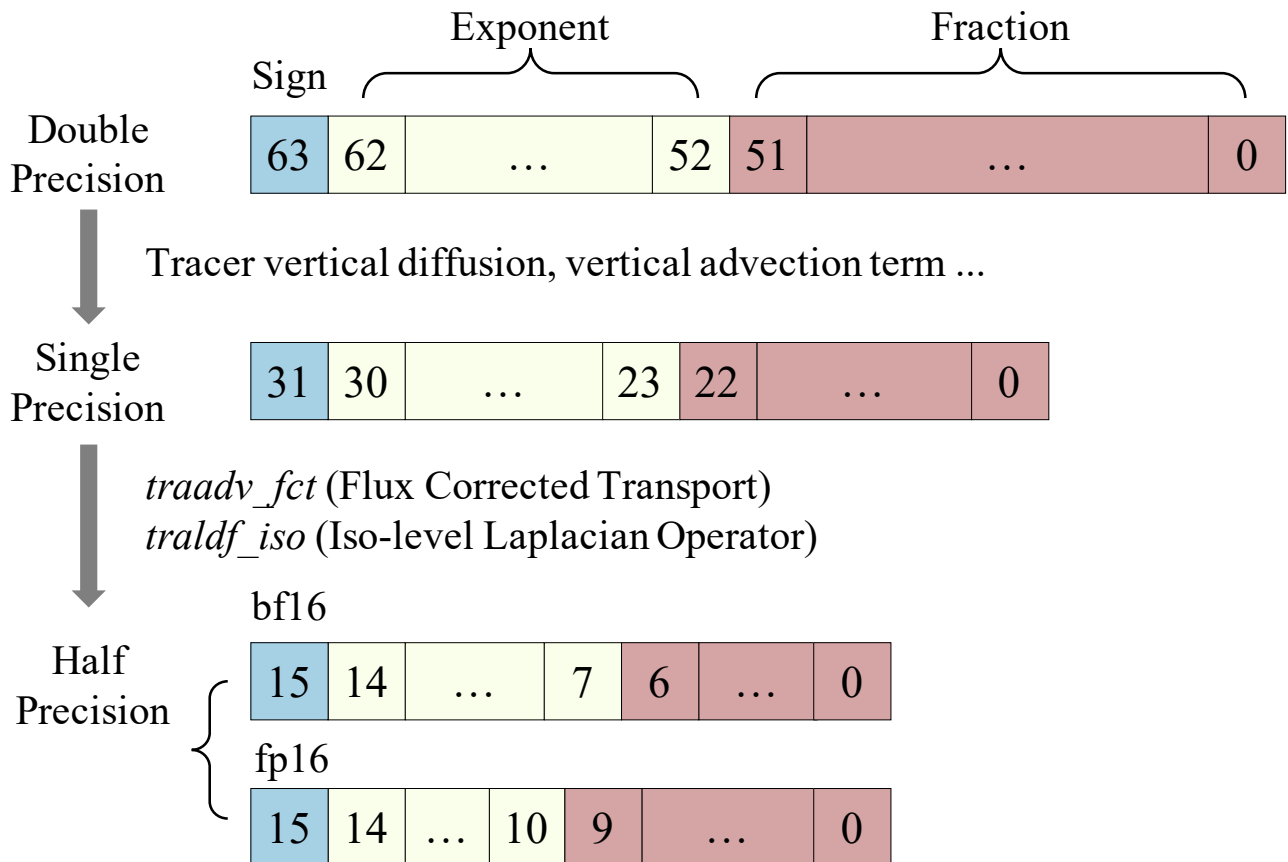 Exponent Fraction
Sign
Double
Precision
63 62 ... 52 51 ... 0
Tracer vertical diffusion, vertical advection term ...
Single
Precision
31 30 ... 23 22 ... 0
traadv_fct (Flux Corrected Transport)
traldf_iso (Iso-level Laplacian Operator)
Half
Precision
bf16
15 14 ... 7 6 ... 0
fp16
15 14 ... 10 9 ... 0